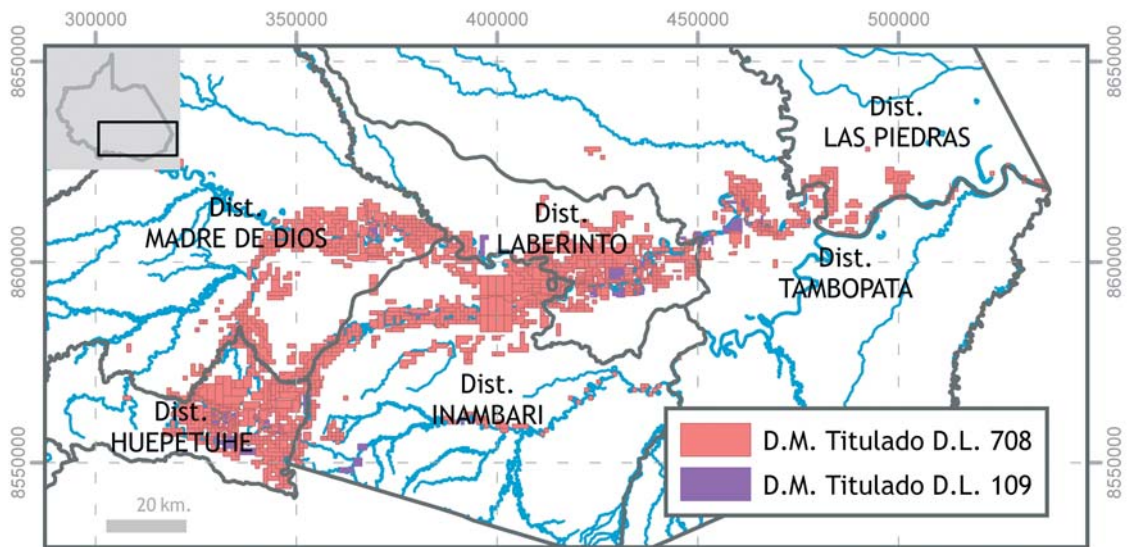 300000
350000
400000
450000
500000
8650000
8650000
Dist.
LAS PIEDRAS
Dist.
MADRE DE DIOS
Dist.
LABERINTO
8600000
8600000
Dist.
TAMBOPATA
Dist.
INAMBARI
Dist.
HUEPETUHE
8550000
8550000
D.M. Titulado D.L. 708
D.M. Titulado D.L. 109
20 km.